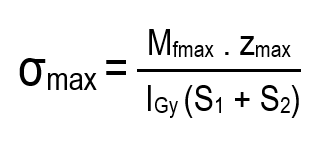 σmax = Mfmax . zmax
IGy (S1 + S2)